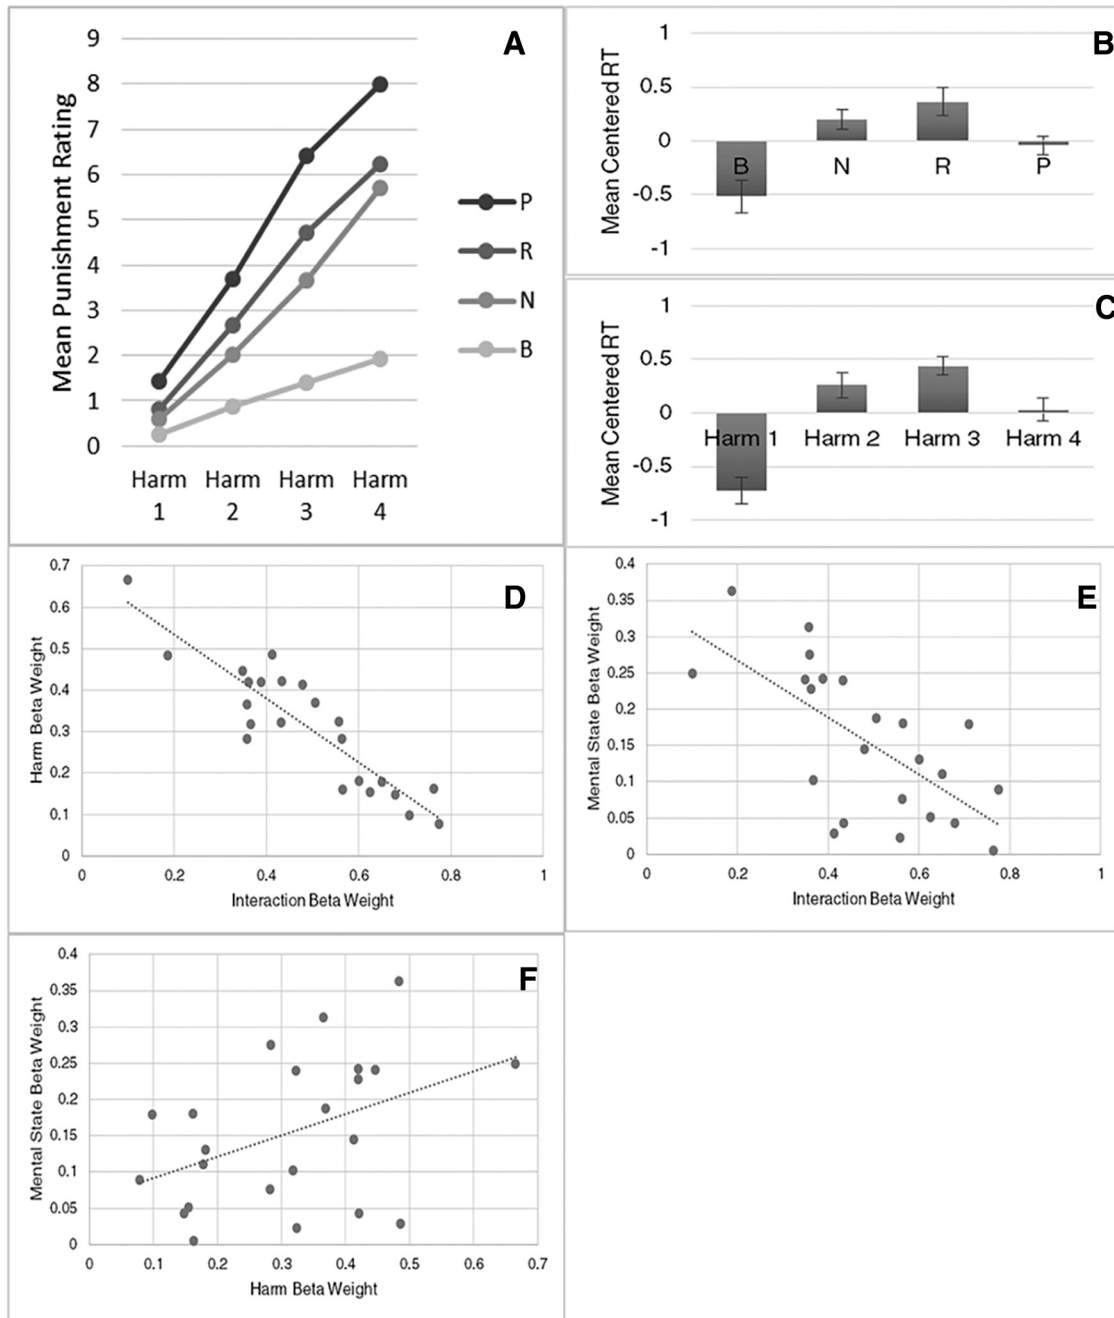 A
Mean Punishment Rating
9
8
7
6
5
4
3
2
1
0
Harm 1
Harm 2
Harm 3
Harm 4
P
R
N
B
B
Mean Centered RT
1
0.5
0
-0.5
-1
B N R P
C
Mean Centered RT
1
0.5
0
-0.5
-1
Harm 1 Harm 2 Harm 3 Harm 4
D
Harm Beta Weight
0.7
0.6
0.5
0.4
0.3
0.2
0.1
0
0 0.2 0.4 0.6 0.8 1
Interaction Beta Weight
E
Mental State Beta Weight
0.4
0.35
0.3
0.25
0.2
0.15
0.1
0.05
0
0 0.2 0.4 0.6 0.8 1
Interaction Beta Weight
F
Mental State Beta Weight
0.4
0.35
0.3
0.25
0.2
0.15
0.1
0.05
0
0 0.1 0.2 0.3 0.4 0.5 0.6 0.7
Harm Beta Weight